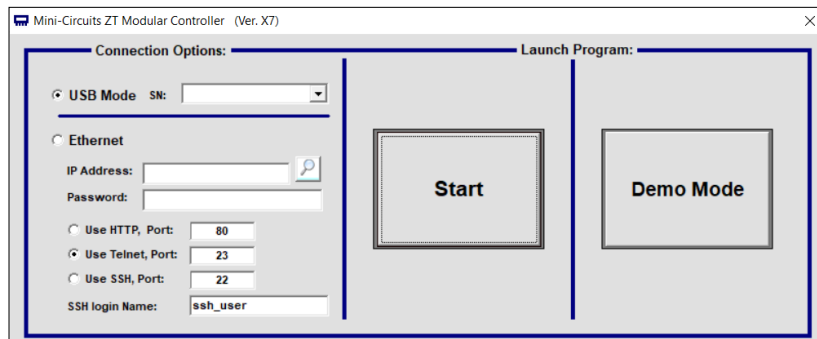 Mini-Circuits ZT Modular Controller (Ver. X7)
Connection Options:
USB Mode SN:
Ethernet
IP Address:
Password:
Use HTTP, Port: 80
Use Telnet, Port: 23
Use SSH, Port: 22
SSH login Name: ssh_user
Launch Program:
Start
Demo Mode